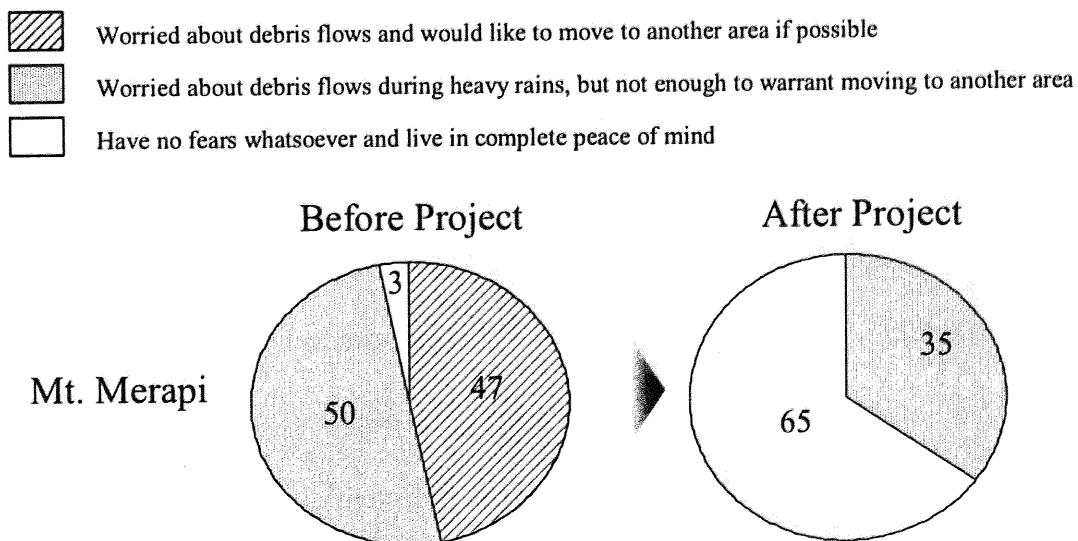 Worried about debris flows and would like to move to another area if possible
Worried about debris flows during heavy rains, but not enough to warrant moving to another area
Have no fears whatsoever and live in complete peace of mind
Before Project
After Project
Mt. Merapi
3
47
50
35
65